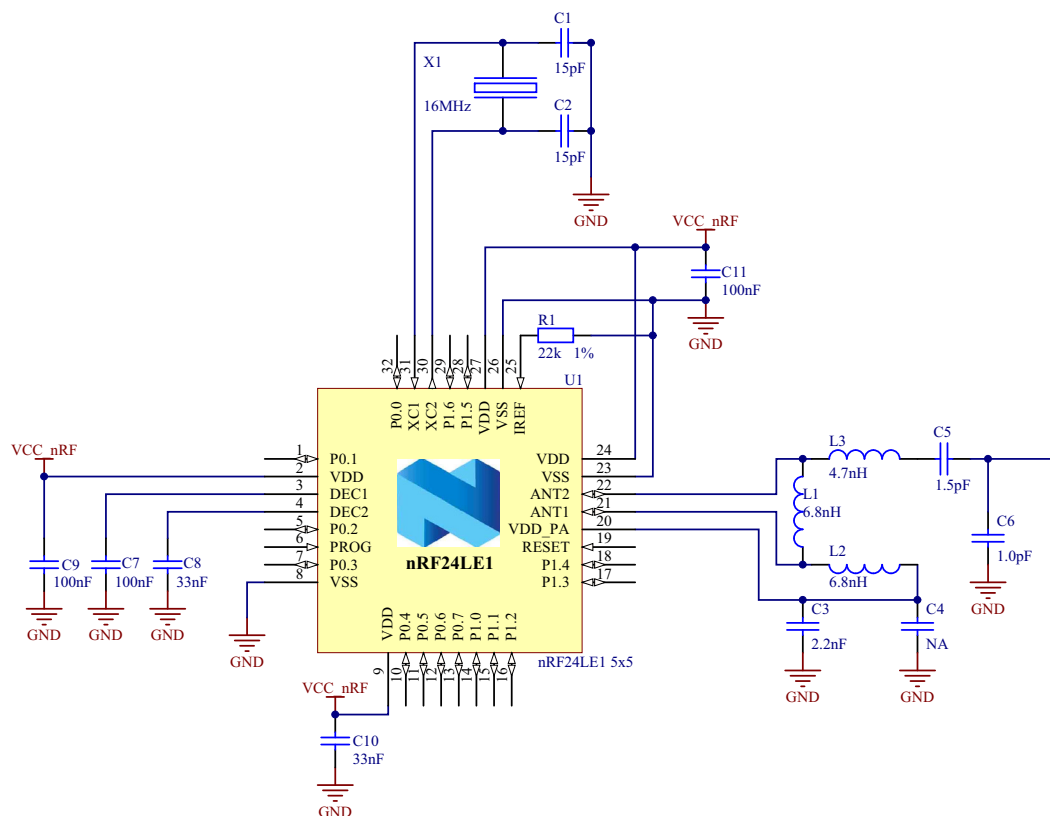 C1
15pF
X1
16MHz
C2
15pF
GND
VCC_nRF
C11
100nF
GND
R1
22k 1%
U1
32
31
30
29
28
27
26
25
P0.0
XC1
XC2
P1.6
P1.5
VDD
VSS
IREF
VCC_nRF
1
2
3
4
5
6
7
8
P0.1
VDD
DEC1
DEC2
P0.2
PROG
P0.3
VSS
nRF24LE1
VDD
VSS
ANT2
ANT1
VDD_PA
RESET
P1.4
P1.3
24
23
22
21
20
19
18
17
L3
4.7nH
C5
1.5pF
L1
6.8nH
L2
6.8nH
C6
1.0pF
GND
C3
2.2nF
GND
C4
NA
GND
C9
100nF
GND
C7
100nF
GND
C8
33nF
GND
GND
VDD
P0.4
P0.5
P0.6
P0.7
P1.0
P1.1
P1.2
9
10
11
12
13
14
15
16
nRF24LE1 5x5
VCC_nRF
C10
33nF
GND